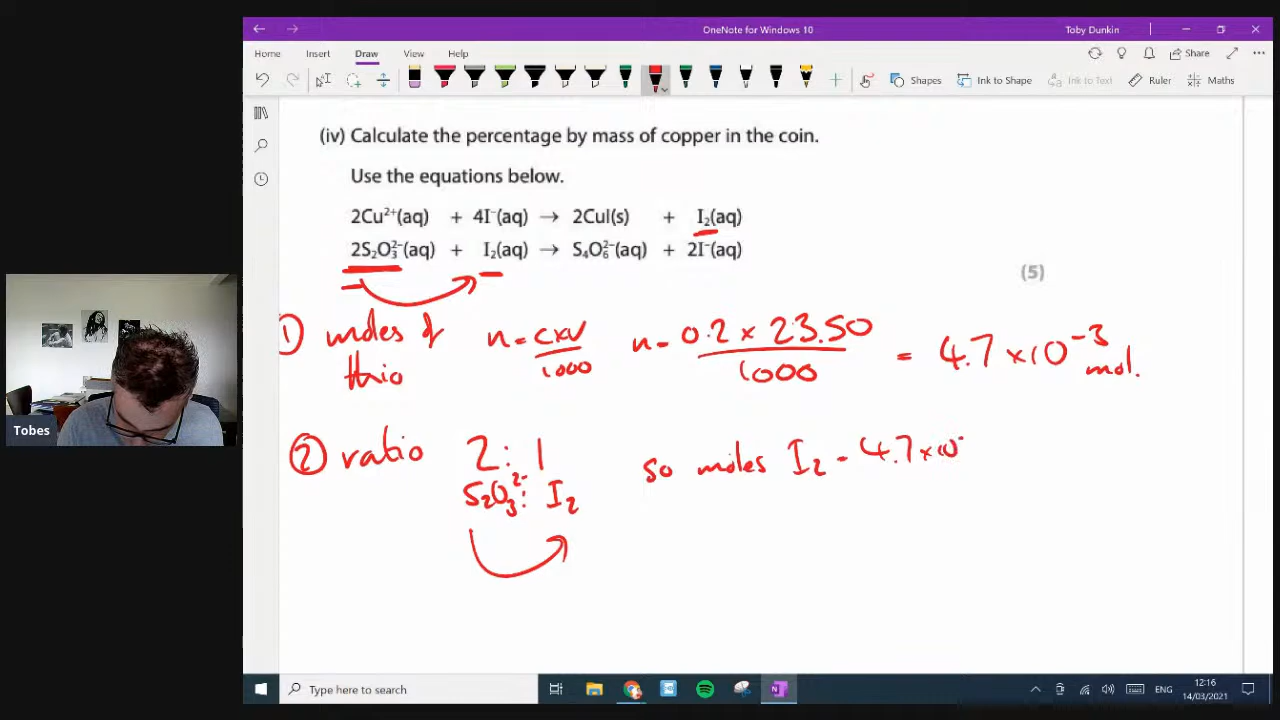 OneNote for Windows 10
Toby Dunkin
Home Insert Draw View Help
Share
Shapes Ink to Shape Ink to Text Ruler Maths
(iv) Calculate the percentage by mass of copper in the coin.
Use the equations below.
2Cu²⁺(aq) + 4I⁻(aq) → 2CuI(s) + I₂(aq)
2S₂O₃²⁻(aq) + I₂(aq) → S₄O₆²⁻(aq) + 2I⁻(aq)
(5)
① moles of thio n = c×v/1000 n = 0.2 × 23.50/1000 = 4.7 × 10⁻³ mol.
② ratio 2 : 1 so moles I₂ = 4.7 × 10⁻
S₂O₃²⁻ : I₂
Tobes
Type here to search
ENG
12:16
14/03/2021